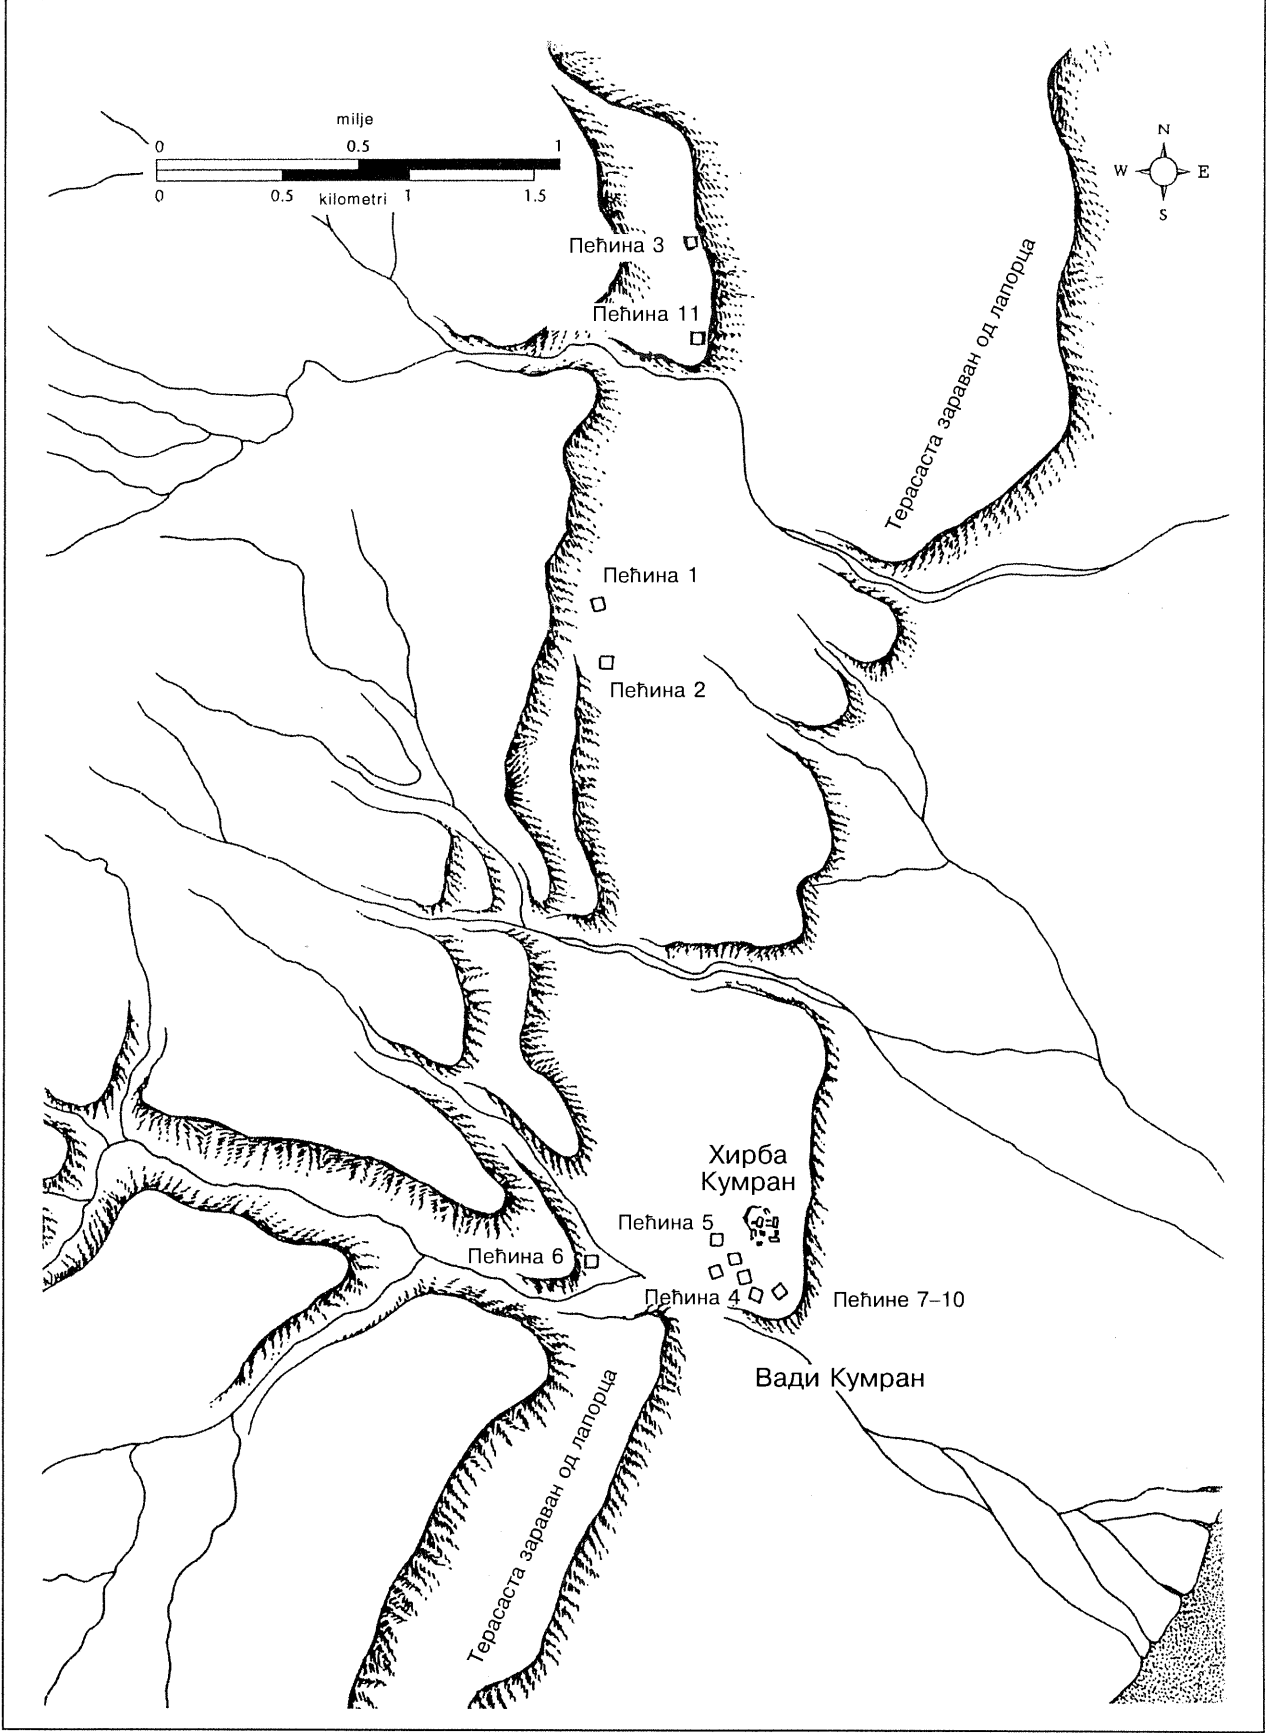 milje
0 0.5 1
0 0.5 kilometri 1 1.5
N
W E
S
Пећина 3
Пећина 11
Терасаста зараван од лапорца
Пећина 1
Пећина 2
Хирба
Кумран
Пећина 5
Пећина 6
Пећина 4
Пећине 7–10
Вади Кумран
Терасаста зараван од лапорца